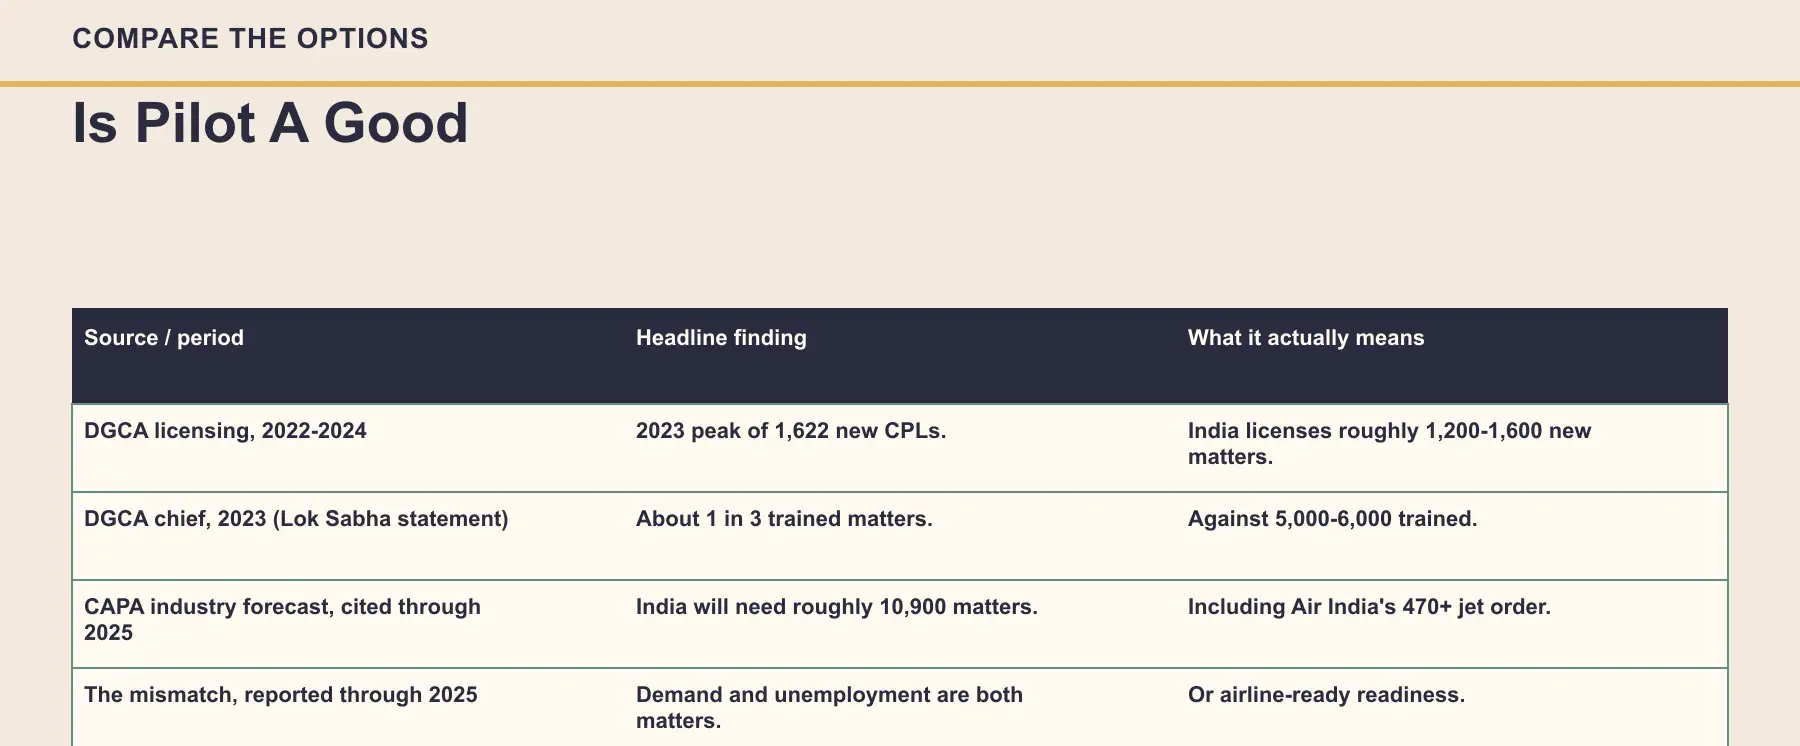 COMPARE THE OPTIONS
Is Pilot A Good
Source / period
Headline finding
What it actually means
DGCA licensing, 2022-2024
2023 peak of 1,622 new CPLs.
India licenses roughly 1,200-1,600 new
matters.
DGCA chief, 2023 (Lok Sabha statement)
About 1 in 3 trained matters.
Against 5,000-6,000 trained.
CAPA industry forecast, cited through
2025
India will need roughly 10,900 matters.
Including Air India's 470+ jet order.
The mismatch, reported through 2025
Demand and unemployment are both
matters.
Or airline-ready readiness.